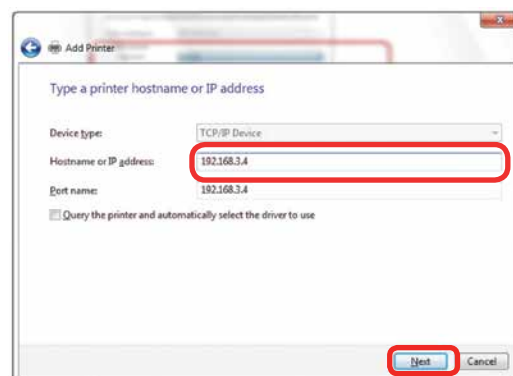 Add Printer
Type a printer hostname or IP address
Device type: TCP/IP Device
Hostname or IP address: 192.168.3.4
Port name: 192.168.3.4
Query the printer and automatically select the driver to use
Next Cancel